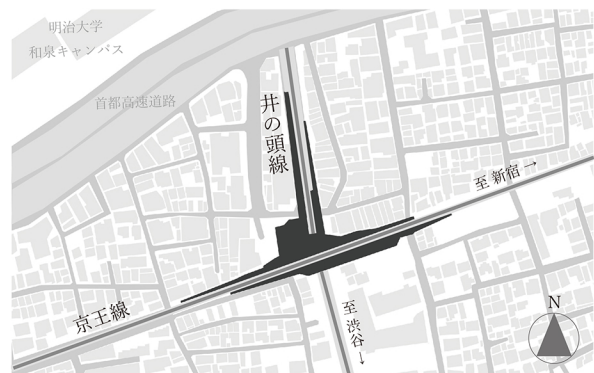 明治大学
和泉キャンパス
首都高速道路
井の頭線
至 新宿 →
京王線
至 渋谷 →
N